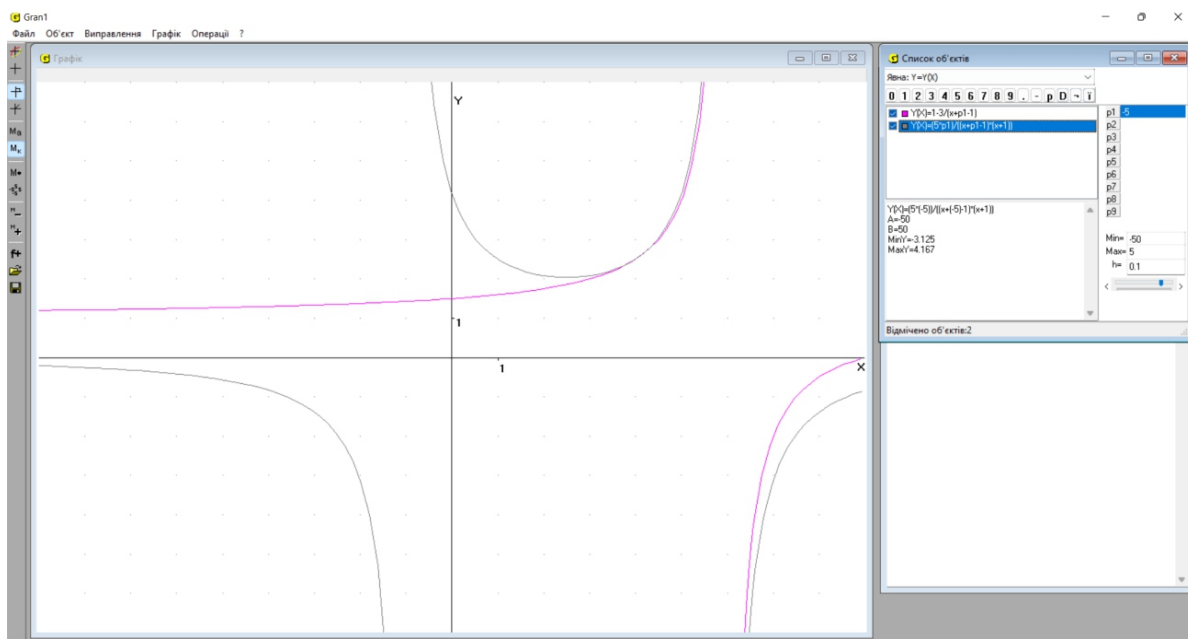 Gran1
Файл Об'єкт Виправлення Графік Операції ?
Графік
Y
1
1
X
Список об'єктів
Явна: Y=Y(X)
0 1 2 3 4 5 6 7 8 9 . - p D ¬ ї
Y(X)=1-3/(x+p1-1)
Y(X)=(5*p1)/((x+p1-1)*(x+1))
p1 -5
p2
p3
p4
p5
p6
p7
p8
p9
Y(X)=(5*(-5))/((x+(-5)-1)*(x+1))
A=-50
B=50
MinY=-3.125
MaxY=4.167
Min= -50
Max= 5
h= 0.1
Відмічено об'єктів:2